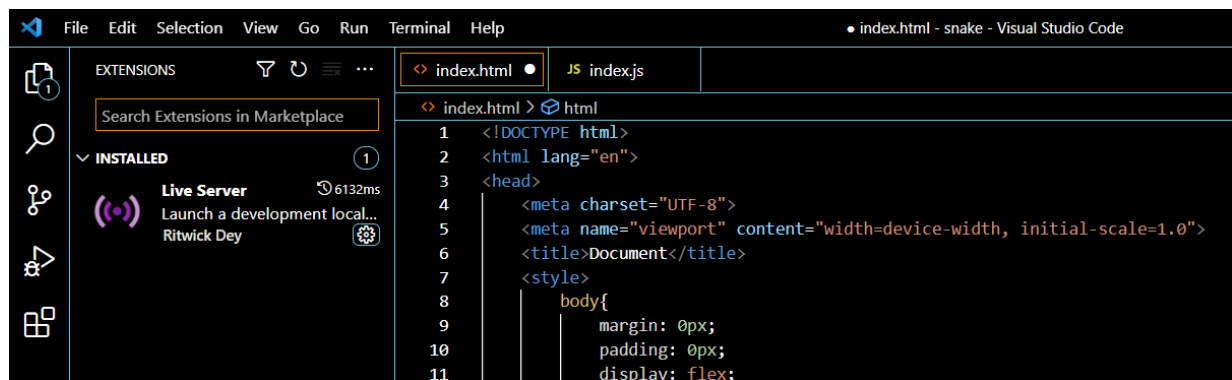 File Edit Selection View Go Run Terminal Help
● index.html - snake - Visual Studio Code
1
EXTENSIONS
Search Extensions in Marketplace
INSTALLED 1
Live Server 6132ms
Launch a development local...
Ritwick Dey
<> index.html ●
JS index.js
<> index.html > html
1 <!DOCTYPE html>
2 <html lang="en">
3 <head>
4 <meta charset="UTF-8">
5 <meta name="viewport" content="width=device-width, initial-scale=1.0">
6 <title>Document</title>
7 <style>
8 body{
9 margin: 0px;
10 padding: 0px;
11 display: flex;